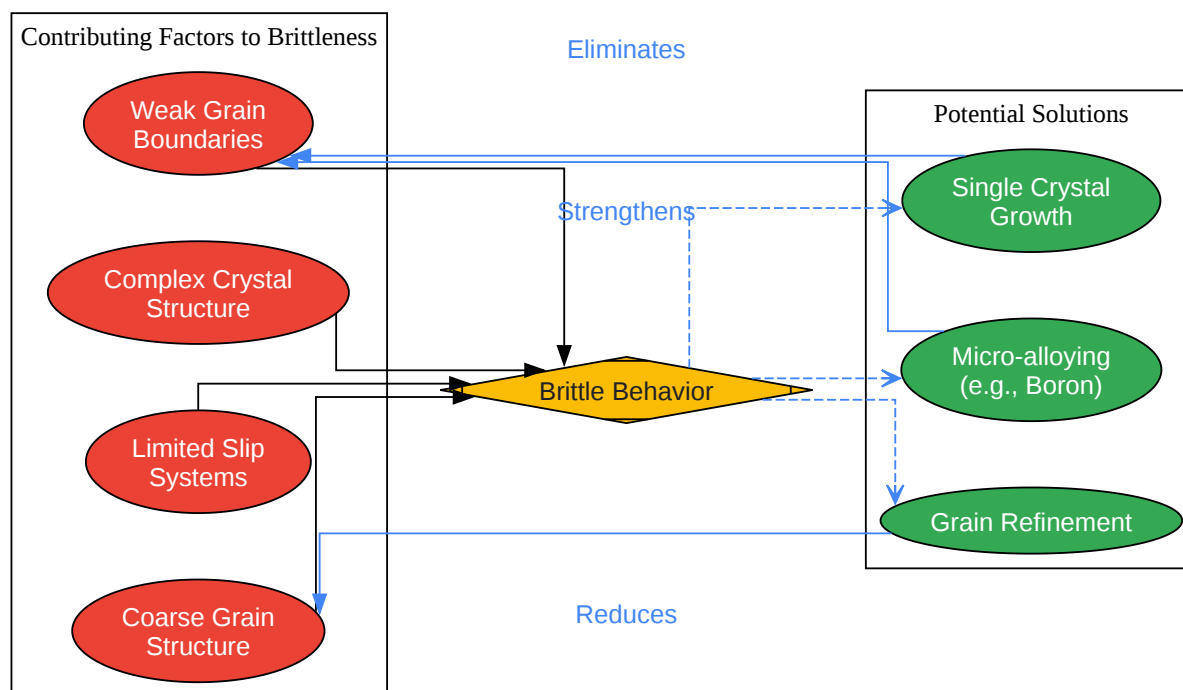 Contributing Factors to Brittleness
Weak Grain
Boundaries
Complex Crystal
Structure
Limited Slip
Systems
Coarse Grain
Structure
Eliminates
Strengthens
Brittle Behavior
Reduces
Potential Solutions
Single Crystal
Growth
Micro-alloying
(e.g., Boron)
Grain Refinement